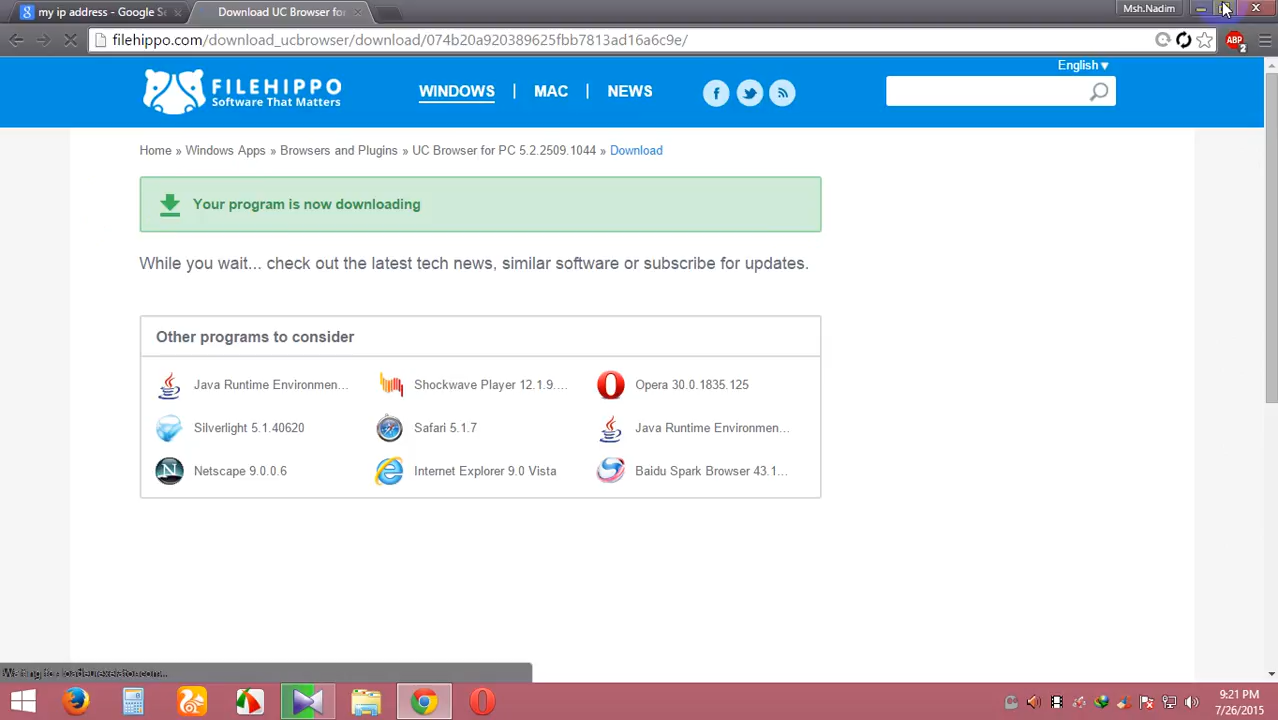 my ip address - Google Se
Download UC Browser for
Msh.Nadim
filehippo.com/download_ucbrowser/download/074b20a920389625fbb7813ad16a6c9e/
ABP
2
English ▾
FILEHIPPO
Software That Matters
WINDOWS | MAC | NEWS
Home » Windows Apps » Browsers and Plugins » UC Browser for PC 5.2.2509.1044 » Download
Your program is now downloading
While you wait... check out the latest tech news, similar software or subscribe for updates.
Other programs to consider
Java Runtime Environmen... Shockwave Player 12.1.9.... Opera 30.0.1835.125
Silverlight 5.1.40620 Safari 5.1.7 Java Runtime Environmen...
Netscape 9.0.0.6 Internet Explorer 9.0 Vista Baidu Spark Browser 43.1...
Waiting for
9:21 PM
7/26/2015